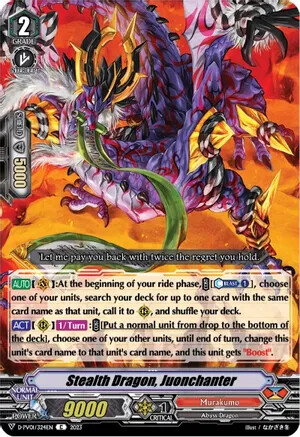 2
GRADE
5000
Let me pay you back with twice the regret you hold.
AUTO [R]:At the beginning of your ride phase, [COUNTER BLAST 1], choose
one of your units, search your deck for up to one card with the same
card name as that unit, call it to R, and shuffle your deck.
ACT [R] 1/Turn :[Put a normal unit from drop to the bottom of
the deck], choose one of your other units, until end of turn, change this
unit's card name to that unit's card name, and this unit gets "Boost".
Stealth Dragon, Juonchanter
NORMAL
UNIT
POWER
9000
1
CRITICAL
Murakumo
Abyss Dragon
D-PV01/324EN C 2023